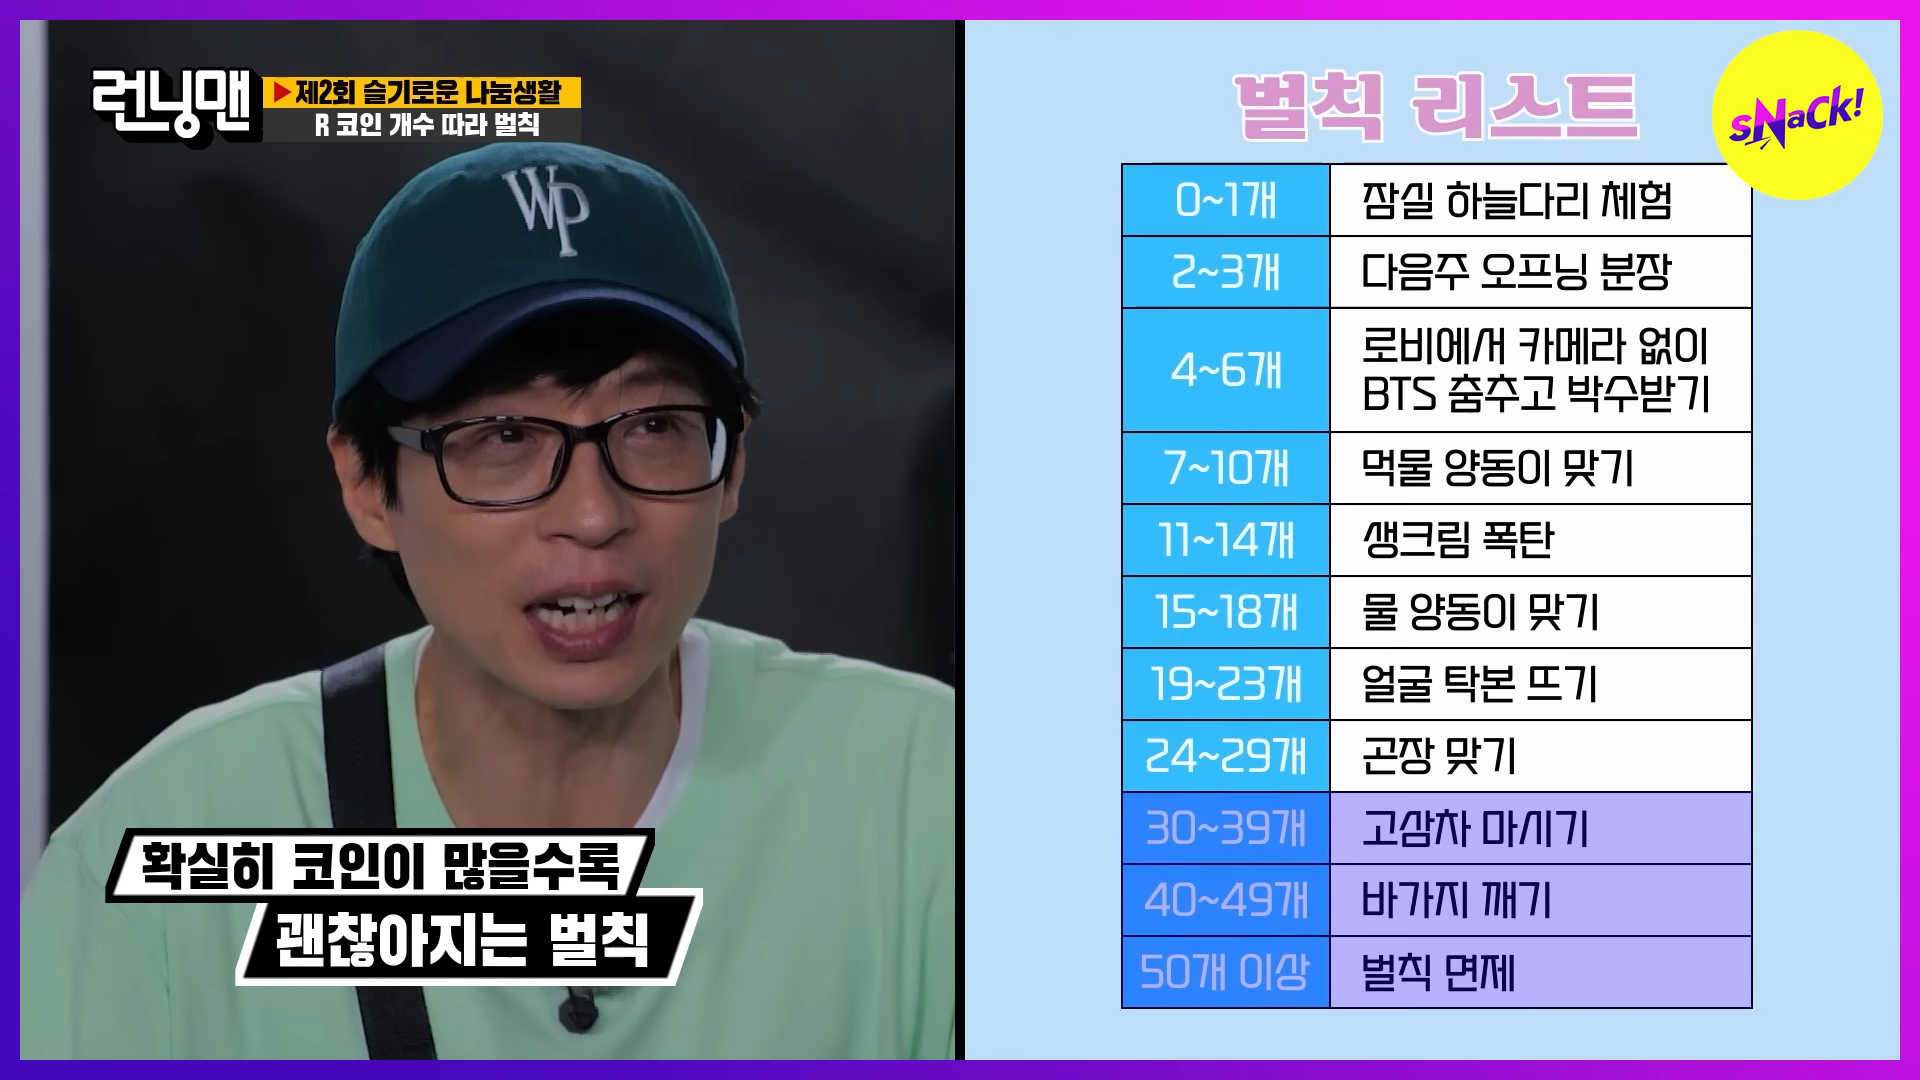 런닝맨
제2회 슬기로운 나눔생활
R 코인 개수 따라 벌칙
WP
확실히 코인이 많을수록
괜찮아지는 벌칙
벌칙 리스트
sNaCk!
0~1개 잠실 하늘다리 체험
2~3개 다음주 오프닝 분장
4~6개 로비에서 카메라 없이
BTS 춤추고 박수받기
7~10개 먹물 양동이 맞기
11~14개 생크림 폭탄
15~18개 물 양동이 맞기
19~23개 얼굴 탁본 뜨기
24~29개 곤장 맞기
30~39개 고삼차 마시기
40~49개 바가지 깨기
50개 이상 벌칙 면제